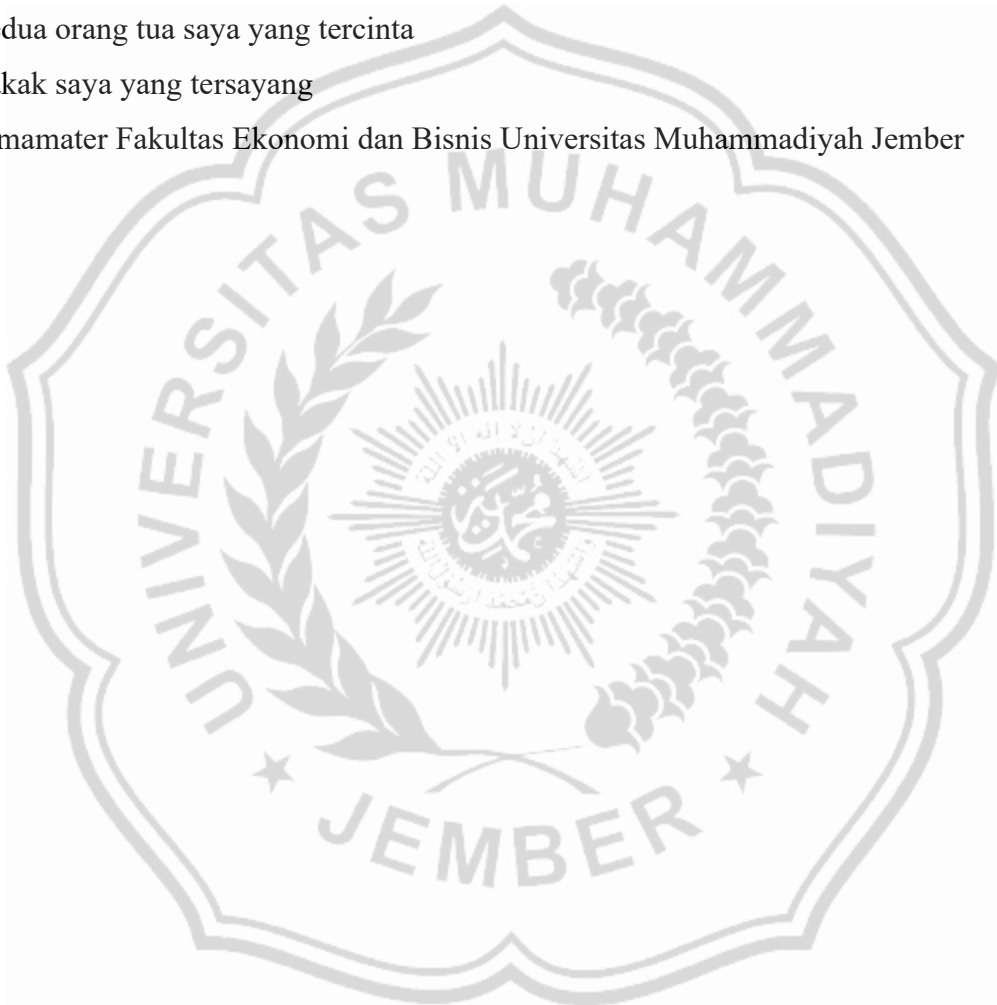 edua orang tua saya yang tercinta
kak saya yang tersayang
mamater Fakultas Ekonomi dan Bisnis Universitas Muhammadiyah Jember
UNIVERSITAS MUHAMMADIYAH
JEMBER